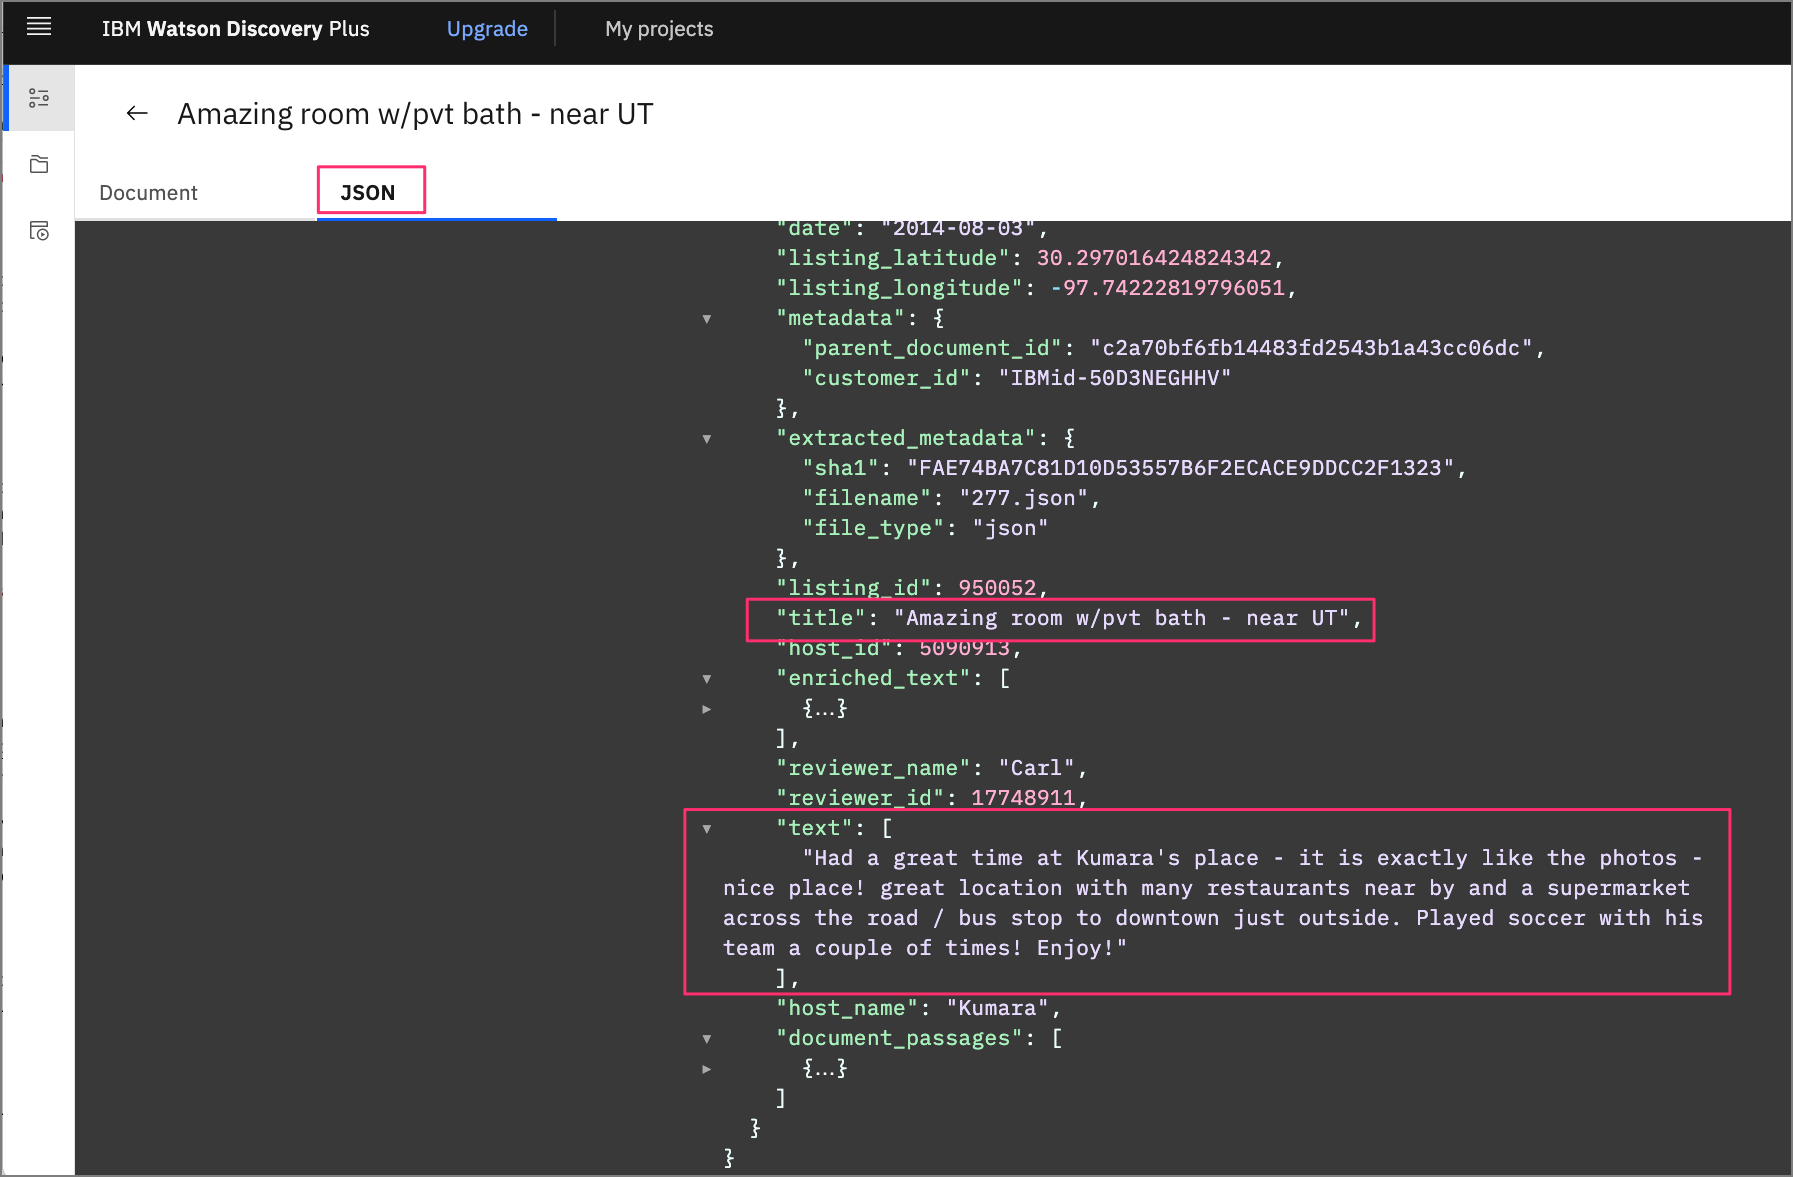 IBM Watson Discovery Plus
Upgrade
My projects
← Amazing room w/pvt bath - near UT
Document
JSON
"date": "2014-08-03",
"listing_latitude": 30.297016424824342,
"listing_longitude": -97.74222819796051,
"metadata": {
"parent_document_id": "c2a70bf6fb14483fd2543b1a43cc06dc",
"customer_id": "IBMid-50D3NEGHHV"
},
"extracted_metadata": {
"sha1": "FAE74BA7C81D10D53557B6F2ECACE9DDCC2F1323",
"filename": "277.json",
"file_type": "json"
},
"listing_id": 950052,
"title": "Amazing room w/pvt bath - near UT",
"host_id": 5090913,
"enriched_text": [
{...}
],
"reviewer_name": "Carl",
"reviewer_id": 17748911,
"text": [
"Had a great time at Kumara's place - it is exactly like the photos -
nice place! great location with many restaurants near by and a supermarket
across the road / bus stop to downtown just outside. Played soccer with his
team a couple of times! Enjoy!"
],
"host_name": "Kumara",
"document_passages": [
{...}
]
}
}